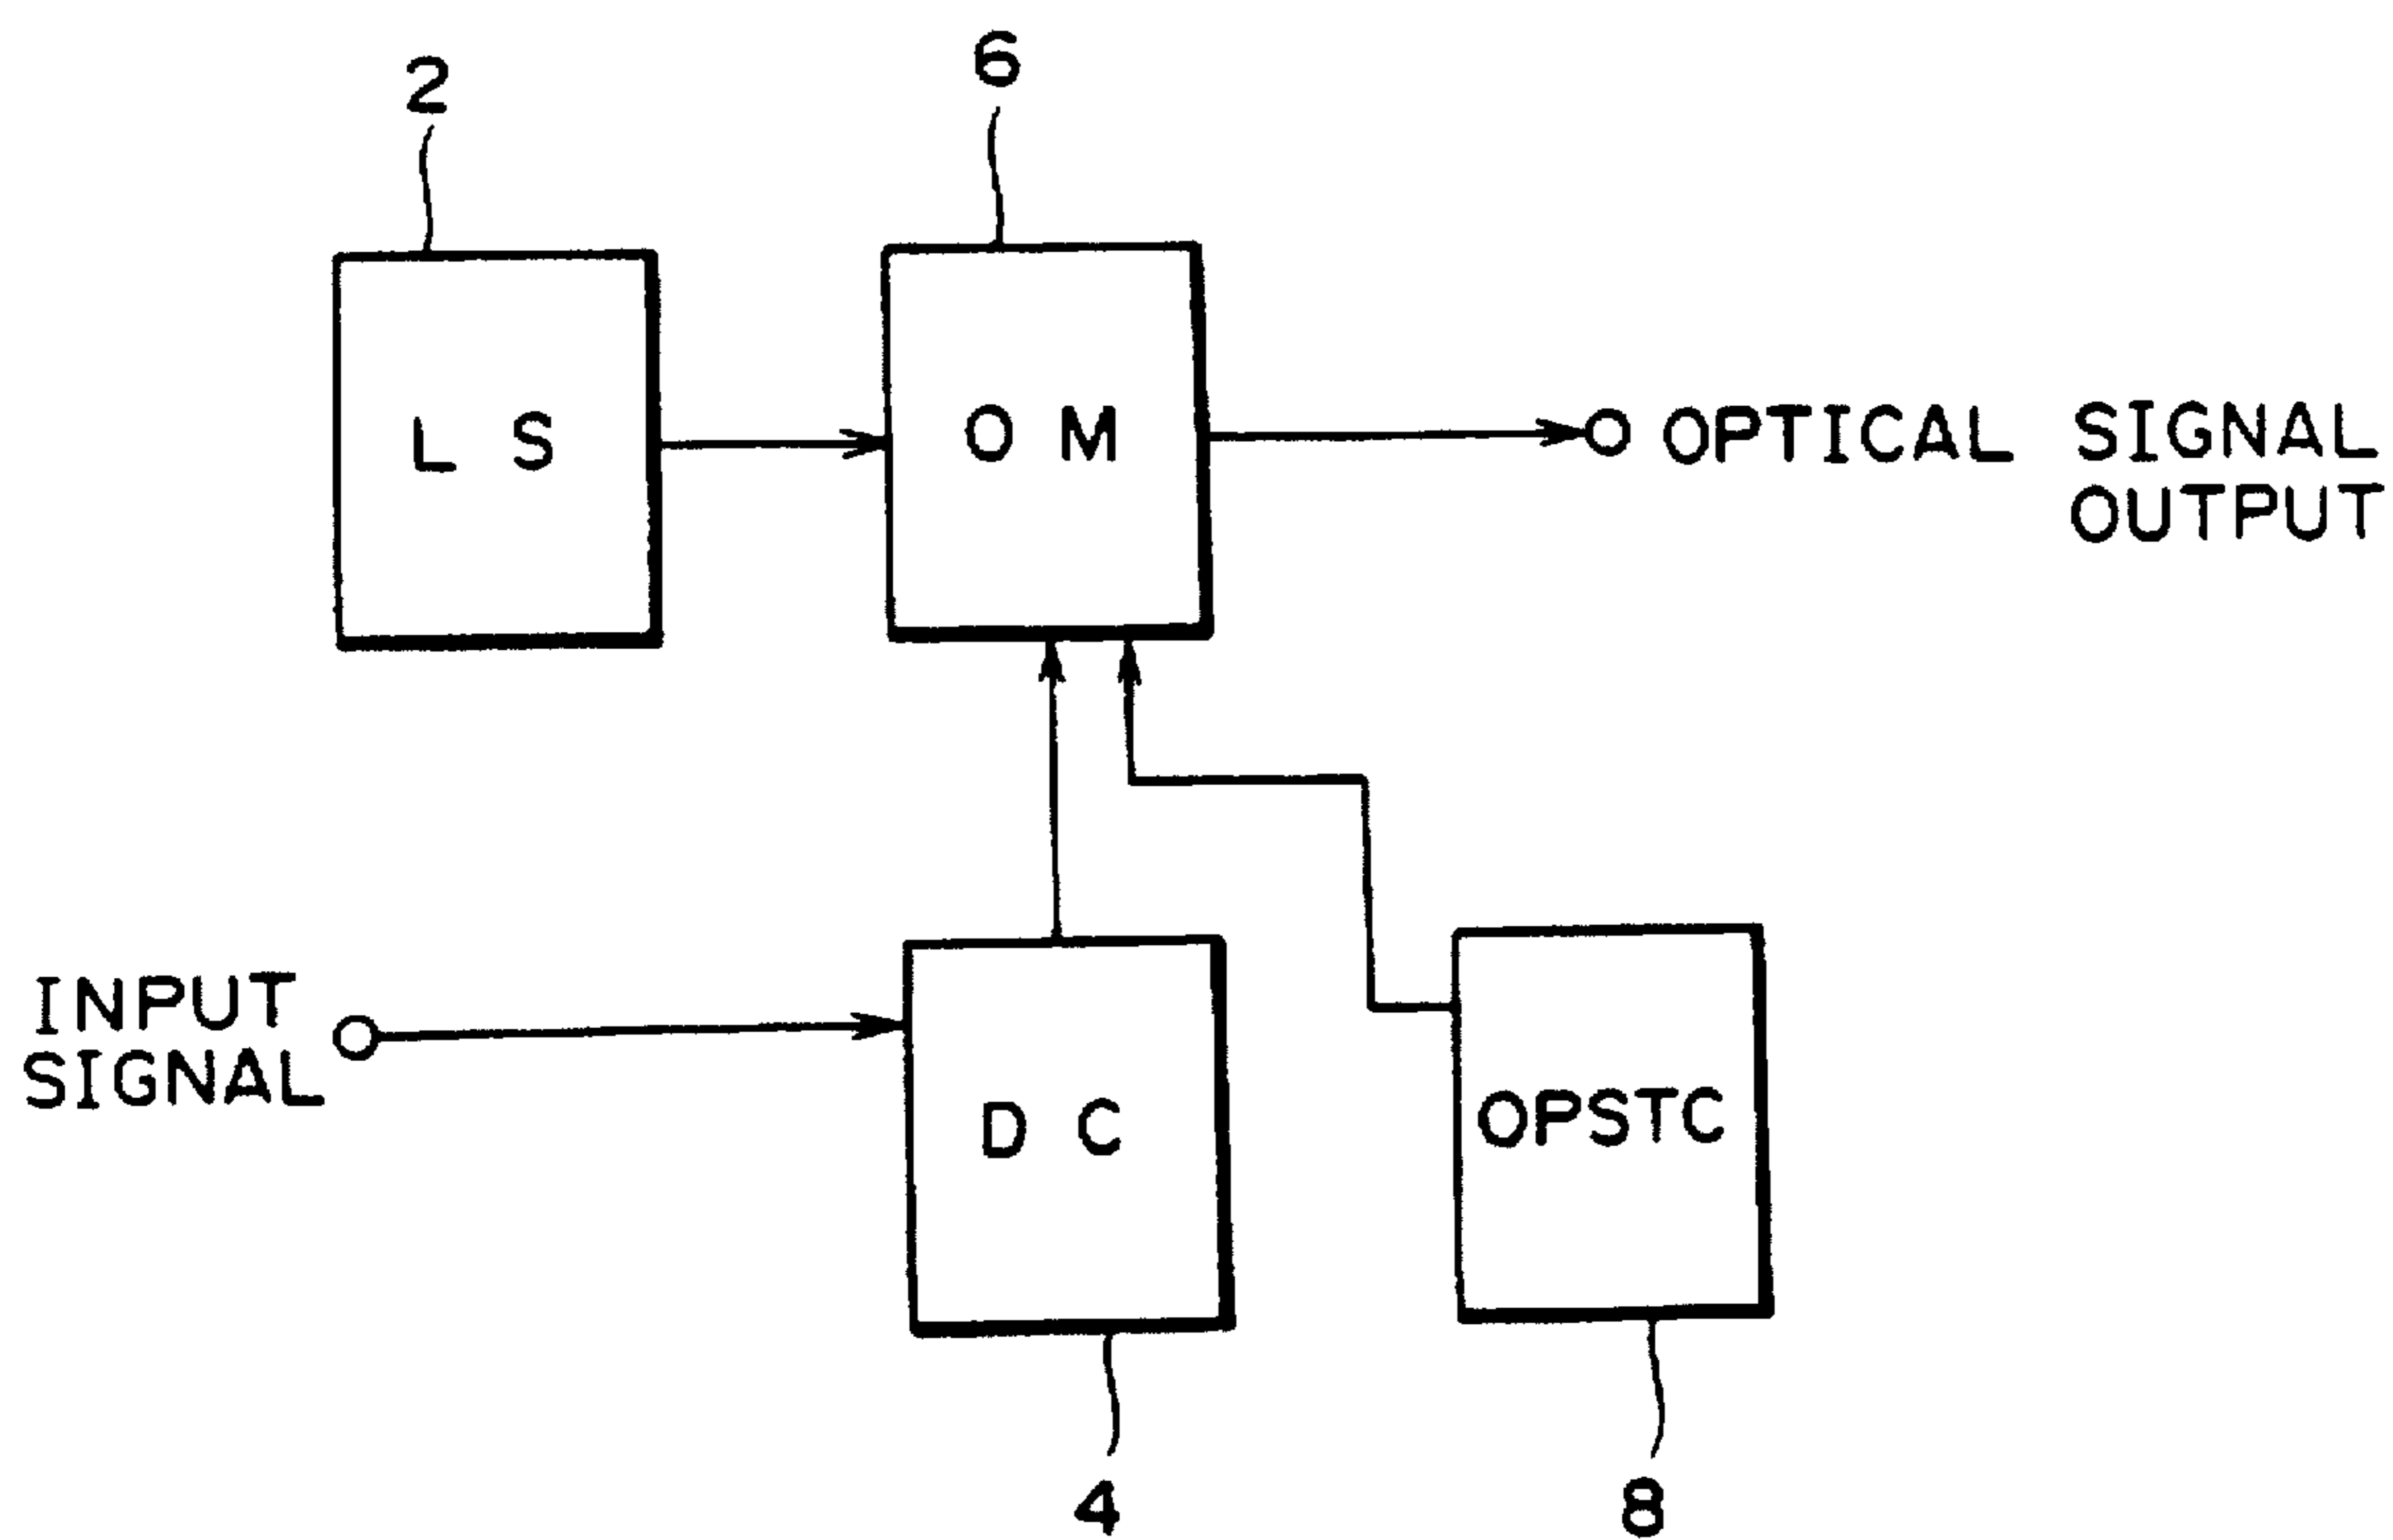 2
6
L S
O M
OPTICAL SIGNAL
OUTPUT
INPUT
SIGNAL
D C
OPSTC
4
8